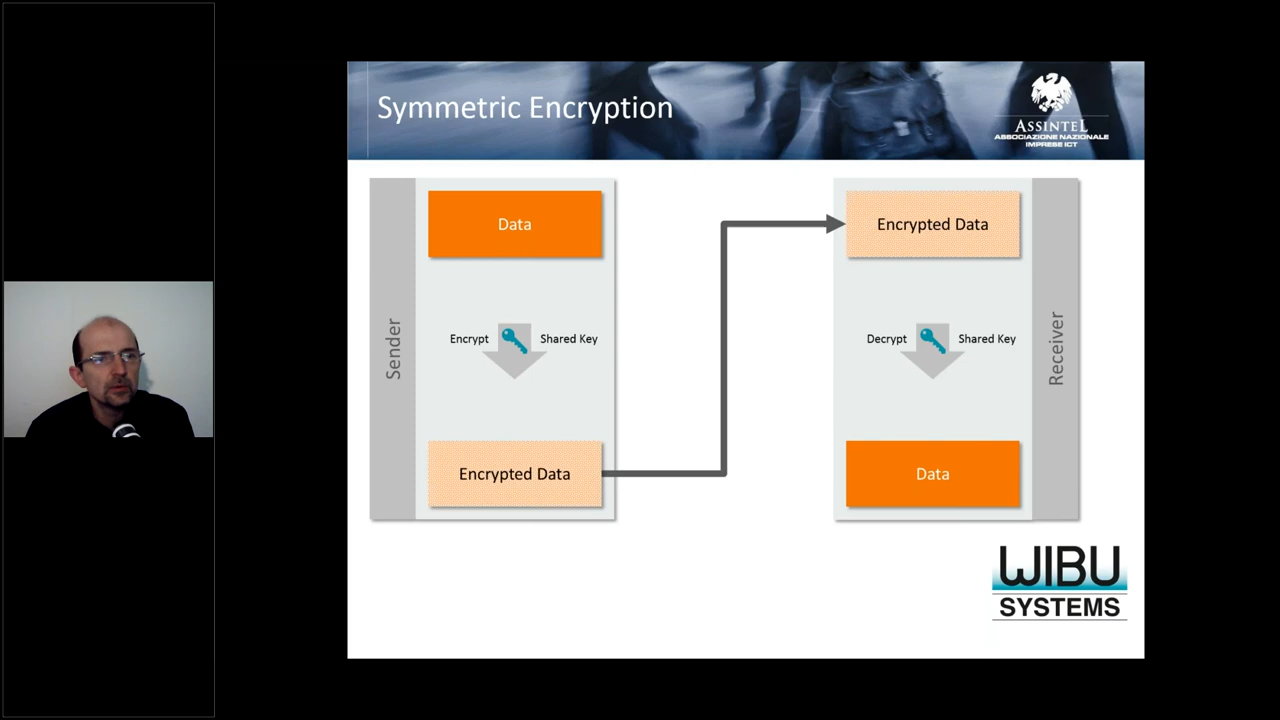 Symmetric Encryption
ASSINTEL
ASSOCIAZIONE NAZIONALE
IMPRESE ICT
Sender
Data
Encrypt
Shared Key
Encrypted Data
Encrypted Data
Decrypt
Shared Key
Data
Receiver
WIBU
SYSTEMS